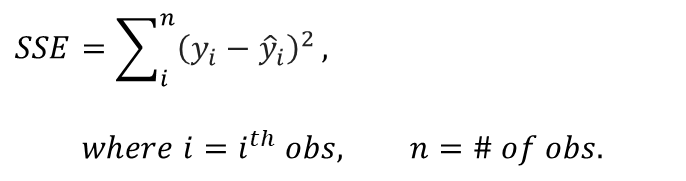 SSE = ∑ᵢⁿ(yᵢ − ŷᵢ)²,
where i = iᵗʰ obs, n = # of obs.